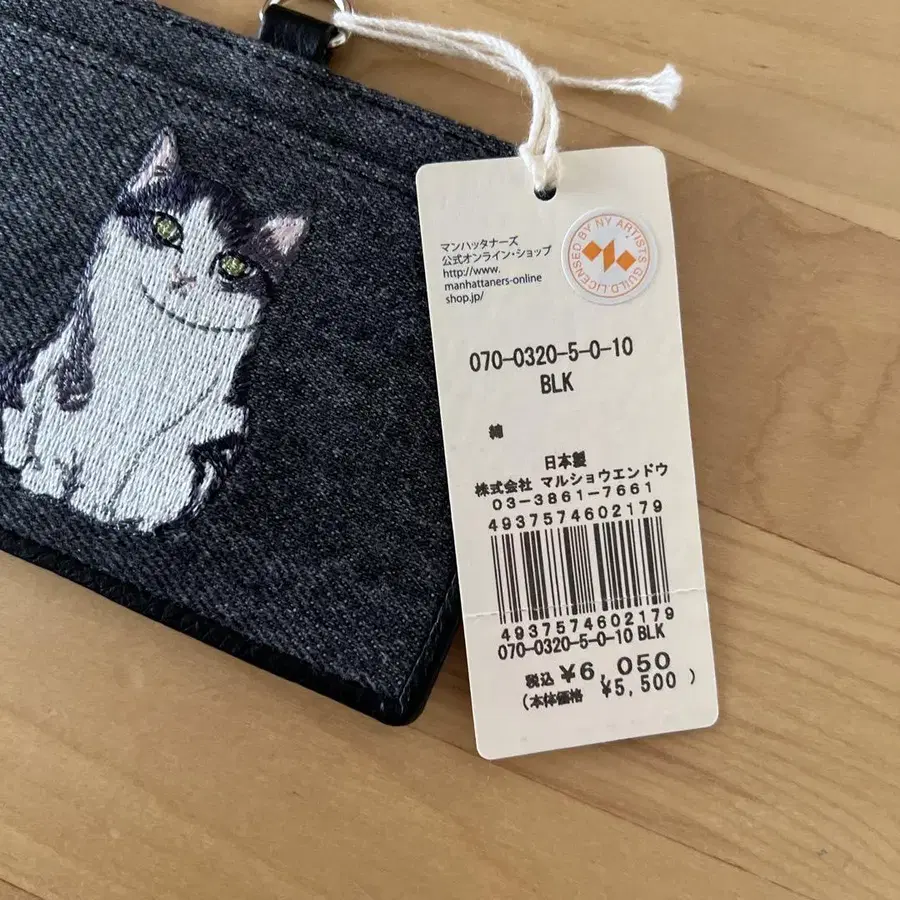 マンハッタナーズ
公式オンライン・ショップ
http://www.
manhattaners-online
shop.jp/
LICENSED BY NY ARTISTS GUILD
070-0320-5-0-10
BLK
綿
日本製
株式会社 マルショウエンドウ
03-3861-7661
4937574602179
4937574602179
070-0320-5-0-10 BLK
税込 ¥6,050
(本体価格 ¥5,500 )